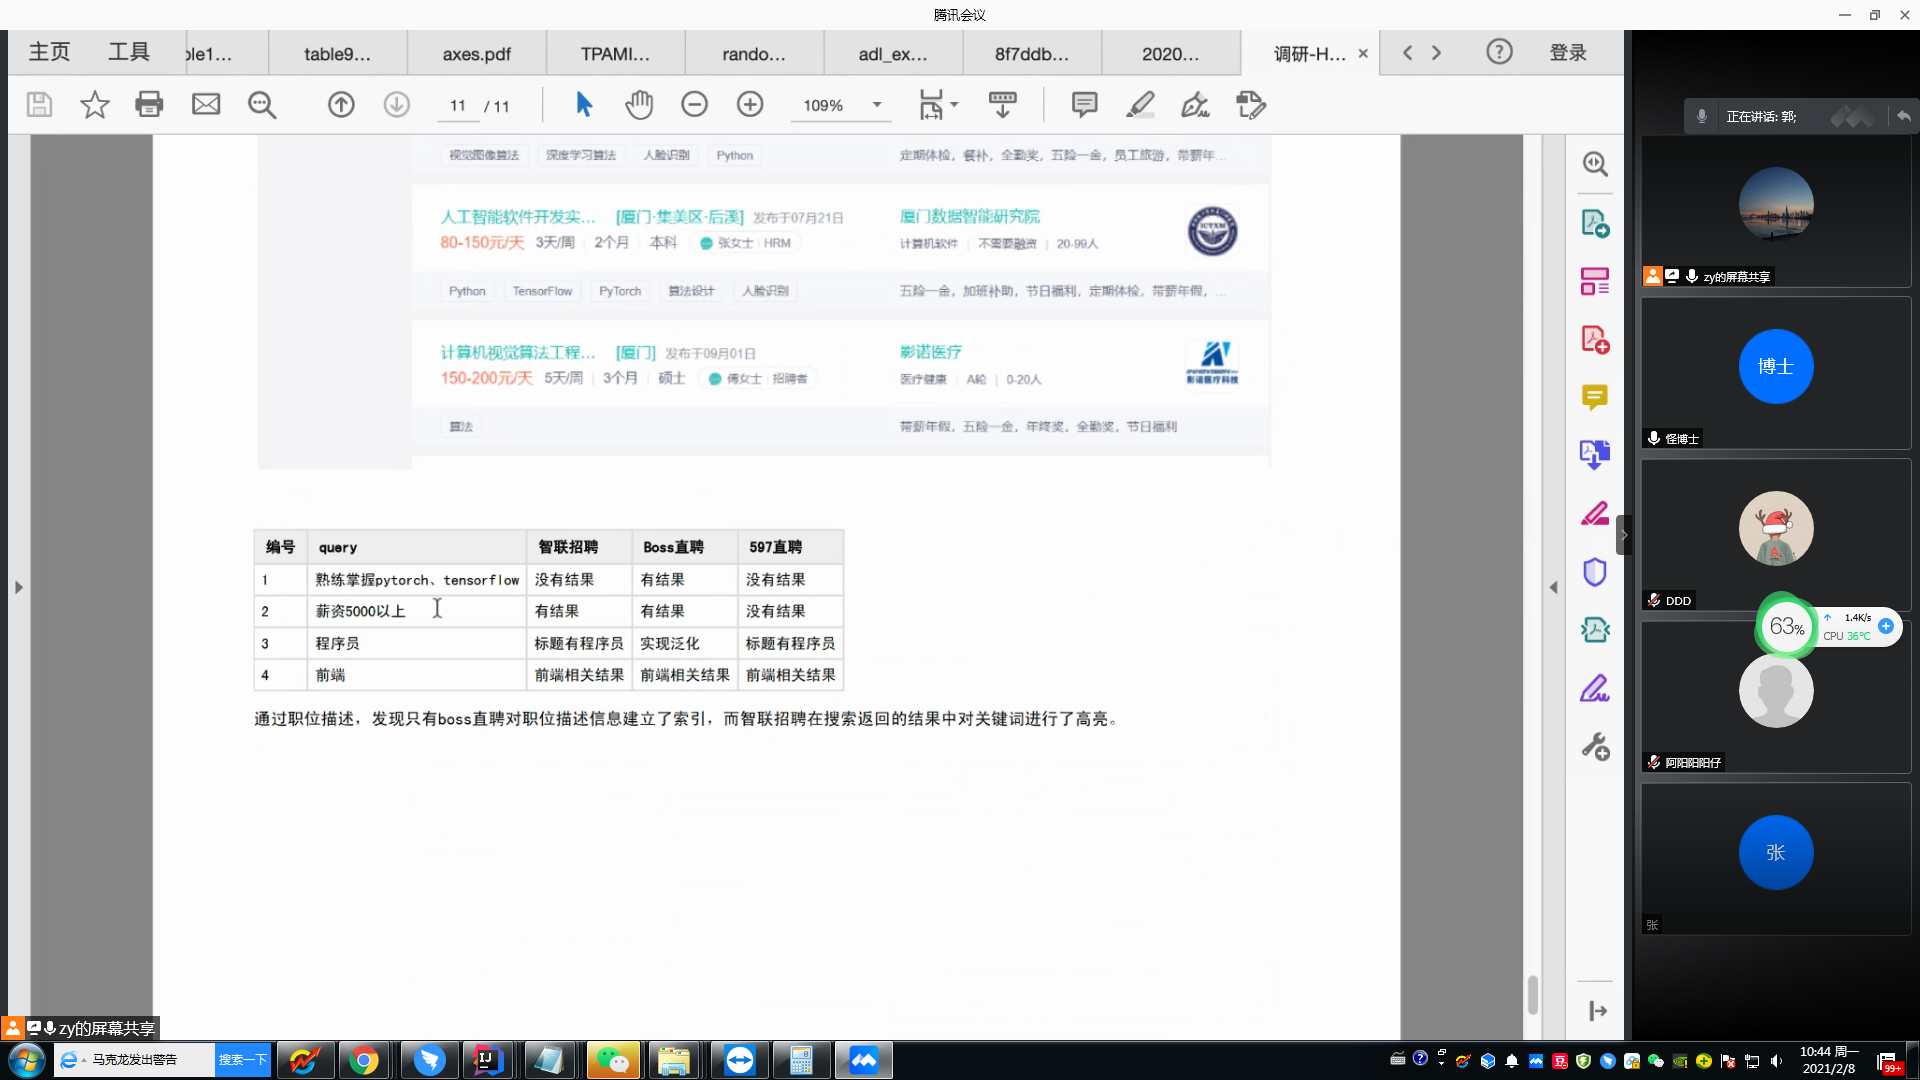 腾讯会议
主页
工具
ble1...
table9...
axes.pdf
TPAMI...
rando...
adl_ex...
8f7ddb...
2020...
调研-H...
登录
11 / 11
109%
正在讲话: 郭;
视觉图像算法 深度学习算法 人脸识别 Python
定期体检，餐补，全勤奖，五险一金，员工旅游，带薪年...
人工智能软件开发实... [厦门·集美区·后溪] 发布于07月21日
80-150元/天 3天/周 2个月 本科 张女士 HRM
厦门数据智能研究院
计算机软件 不需要融资 20-99人
Python TensorFlow PyTorch 算法设计 人脸识别
五险一金，加班补助，节日福利，定期体检，带薪年假，...
计算机视觉算法工程... [厦门] 发布于09月01日
150-200元/天 5天/周 3个月 硕士 傅女士 招聘者
影诺医疗
医疗健康 A轮 0-20人
影诺医疗科技
算法
带薪年假，五险一金，年终奖，全勤奖，节日福利
编号 query 智联招聘 Boss直聘 597直聘
1 熟练掌握pytorch、tensorflow 没有结果 有结果 没有结果
2 薪资5000以上 有结果 有结果 没有结果
3 程序员 标题有程序员 实现泛化 标题有程序员
4 前端 前端相关结果 前端相关结果 前端相关结果
通过职位描述，发现只有boss直聘对职位描述信息建立了索引，而智联招聘在搜索返回的结果中对关键词进行了高亮。
zy的屏幕共享
博士
怪博士
DDD
63%
1.4K/s
CPU 36℃
阿阳阳阳仔
张
张
zy的屏幕共享
马克龙发出警告
搜索一下
10:44 周一
2021/2/8
99+